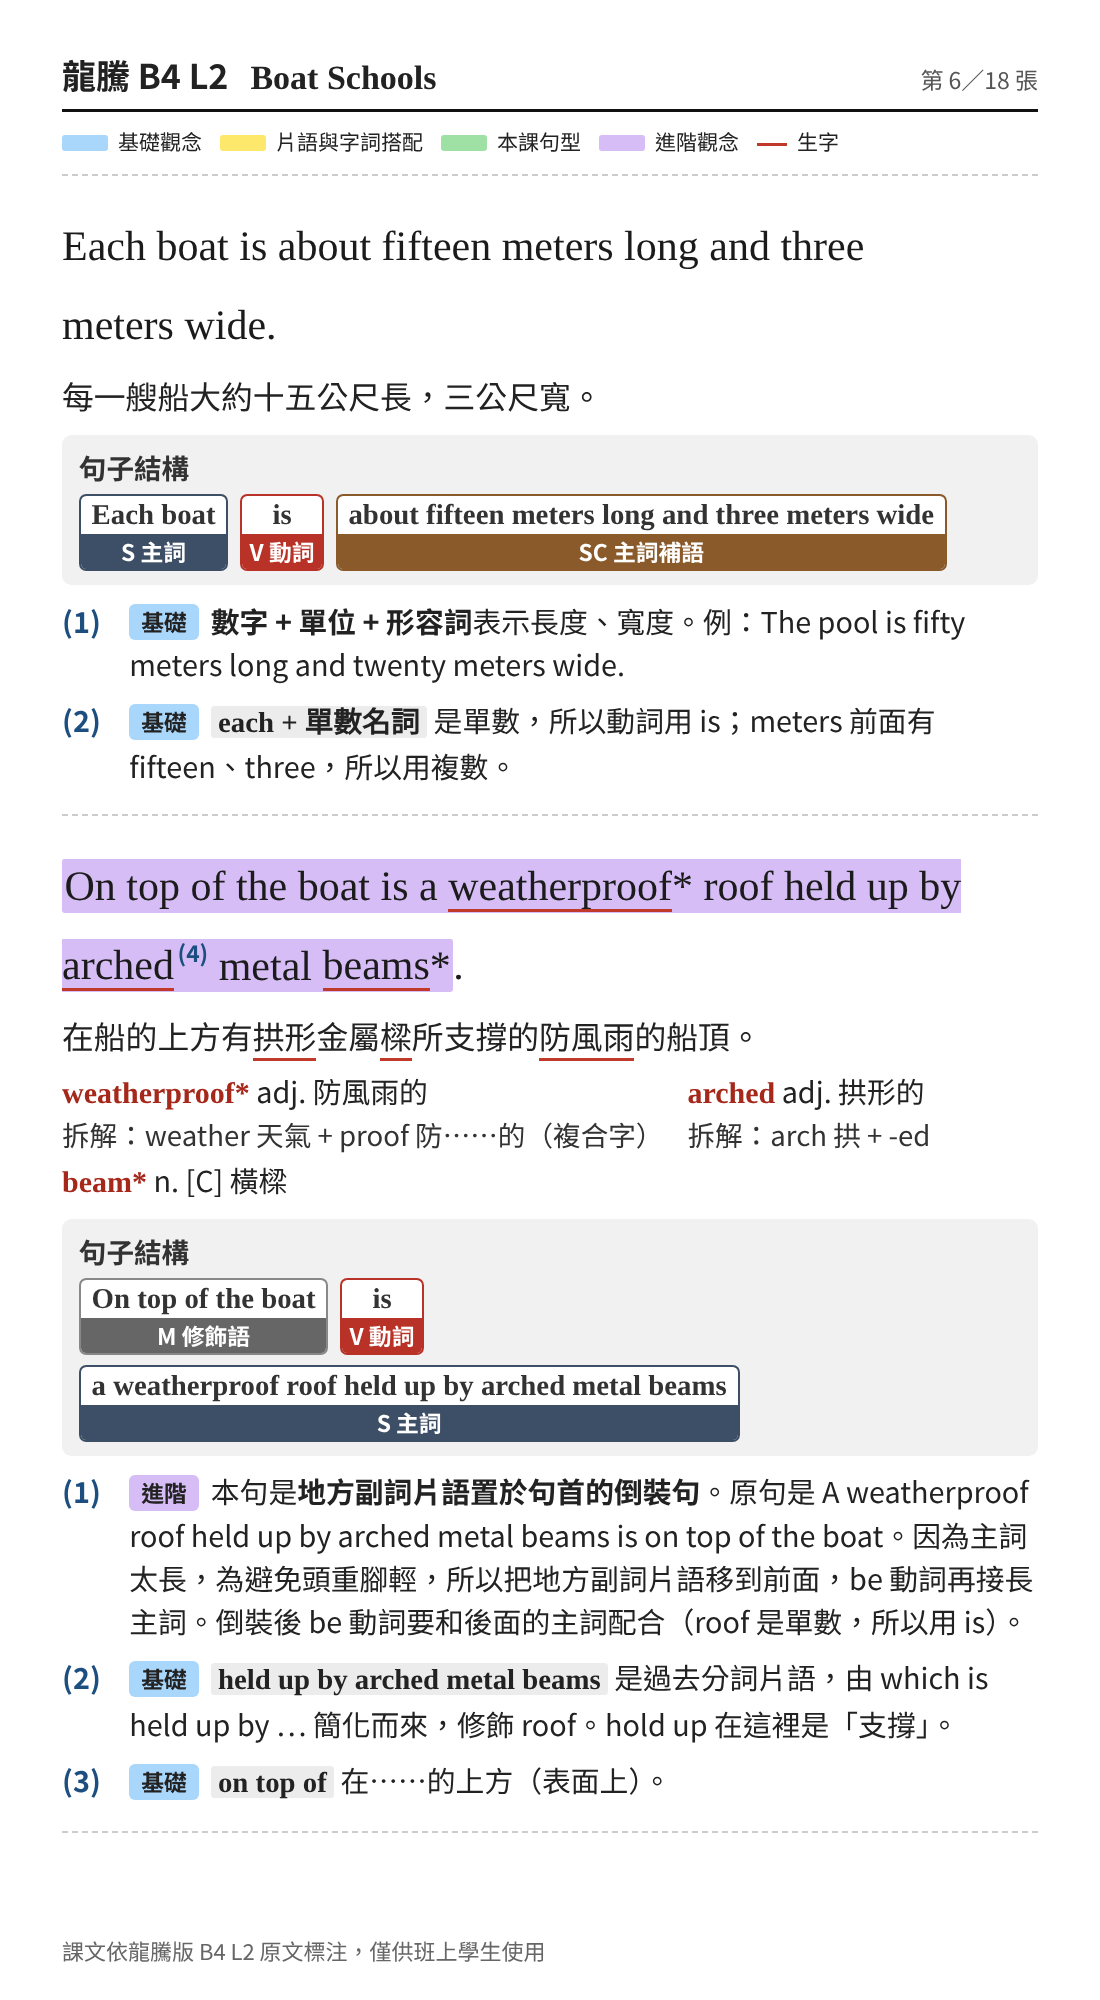 龍騰 B4 L2 Boat Schools
第 6／18 張
基礎觀念 片語與字詞搭配 本課句型 進階觀念 生字
Each boat is about fifteen meters long and three
meters wide.
每一艘船大約十五公尺長，三公尺寬。
句子結構
Each boat is about fifteen meters long and three meters wide
S 主詞 V 動詞 SC 主詞補語
(1) 基礎 數字 + 單位 + 形容詞表示長度、寬度。例：The pool is fifty
meters long and twenty meters wide.
(2) 基礎 each + 單數名詞 是單數，所以動詞用 is；meters 前面有
fifteen、three，所以用複數。
On top of the boat is a weatherproof* roof held up by
arched(4) metal beams*.
在船的上方有拱形金屬樑所支撐的防風雨的船頂。
weatherproof* adj. 防風雨的 arched adj. 拱形的
拆解：weather 天氣 + proof 防⋯⋯的（複合字） 拆解：arch 拱 + -ed
beam* n. [C] 橫樑
句子結構
On top of the boat is
M 修飾語 V 動詞
a weatherproof roof held up by arched metal beams
S 主詞
(1) 進階 本句是地方副詞片語置於句首的倒裝句。原句是 A weatherproof
roof held up by arched metal beams is on top of the boat。因為主詞
太長，為避免頭重腳輕，所以把地方副詞片語移到前面，be 動詞再接長
主詞。倒裝後 be 動詞要和後面的主詞配合（roof 是單數，所以用 is）。
(2) 基礎 held up by arched metal beams 是過去分詞片語，由 which is
held up by … 簡化而來，修飾 roof。hold up 在這裡是「支撐」。
(3) 基礎 on top of 在⋯⋯的上方（表面上）。
課文依龍騰版 B4 L2 原文標注，僅供班上學生使用